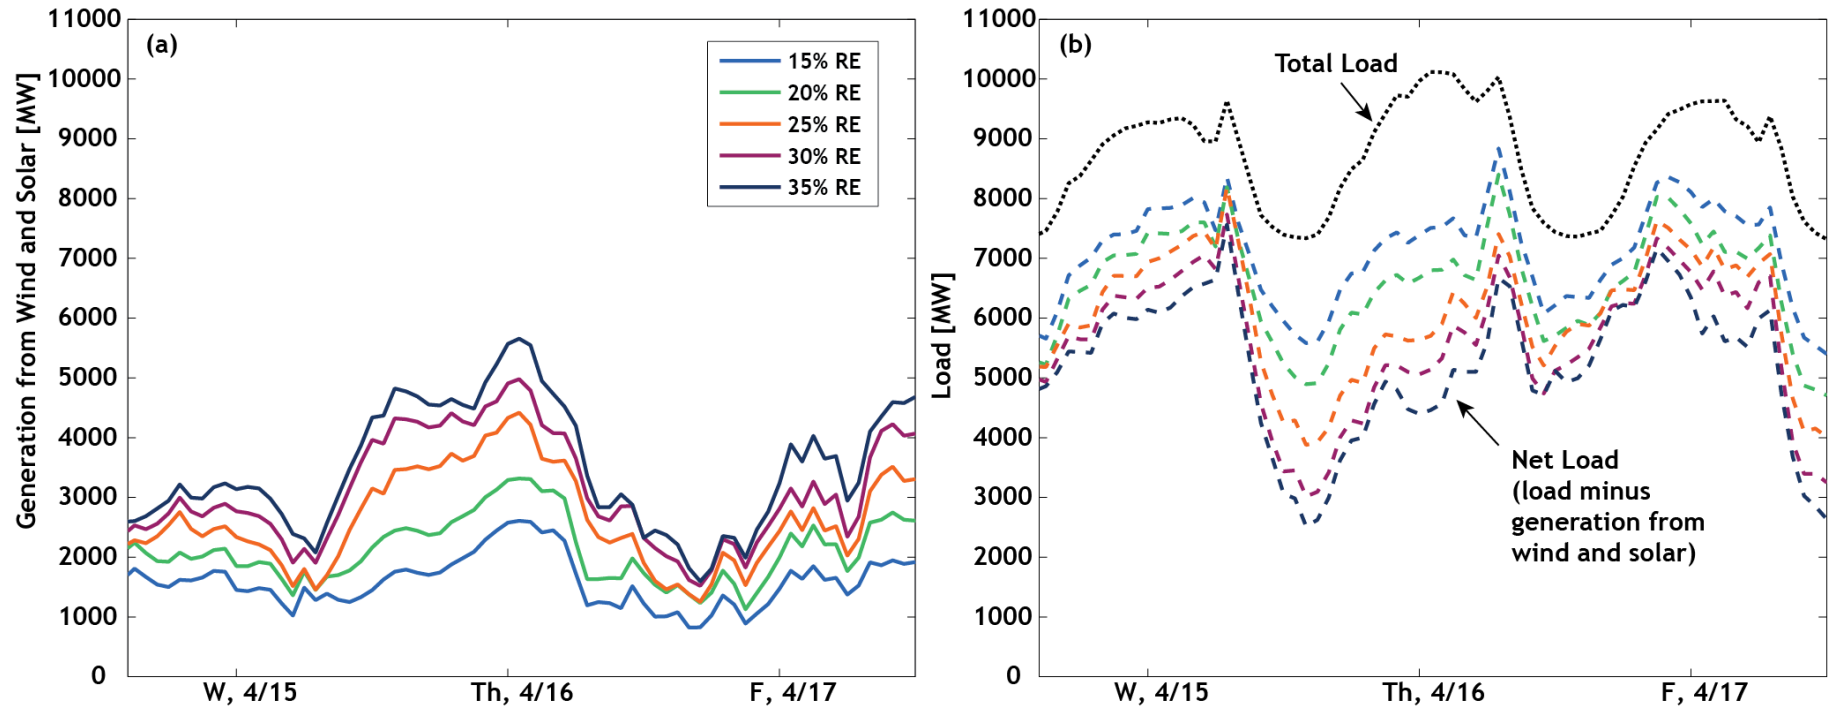 (a)
Generation from Wind and Solar [MW]
11000
10000
9000
8000
7000
6000
5000
4000
3000
2000
1000
0
W, 4/15
Th, 4/16
F, 4/17
15% RE
20% RE
25% RE
30% RE
35% RE
(b)
Load [MW]
11000
10000
9000
8000
7000
6000
5000
4000
3000
2000
1000
0
W, 4/15
Th, 4/16
F, 4/17
Total Load
Net Load
(load minus
generation from
wind and solar)